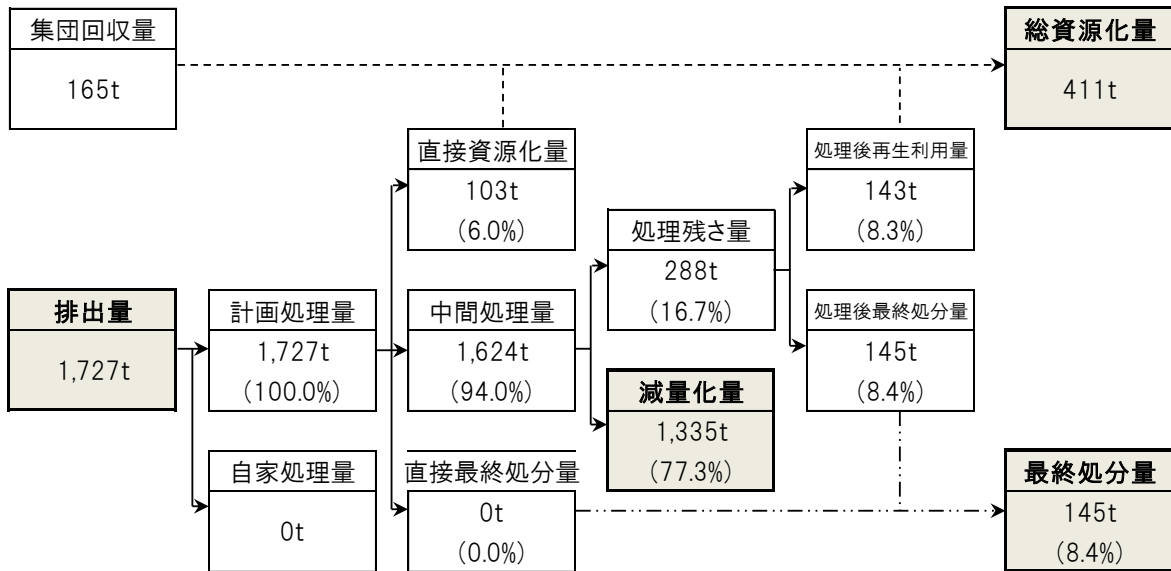 集団回収量
165t
総資源化量
411t
直接資源化量
103t
(6.0%)
処理後再生利用量
143t
(8.3%)
処理残さ量
288t
(16.7%)
排出量
1,727t
計画処理量
1,727t
(100.0%)
中間処理量
1,624t
(94.0%)
処理後最終処分量
145t
(8.4%)
減量化量
1,335t
(77.3%)
自家処理量
0t
直接最終処分量
0t
(0.0%)
最終処分量
145t
(8.4%)